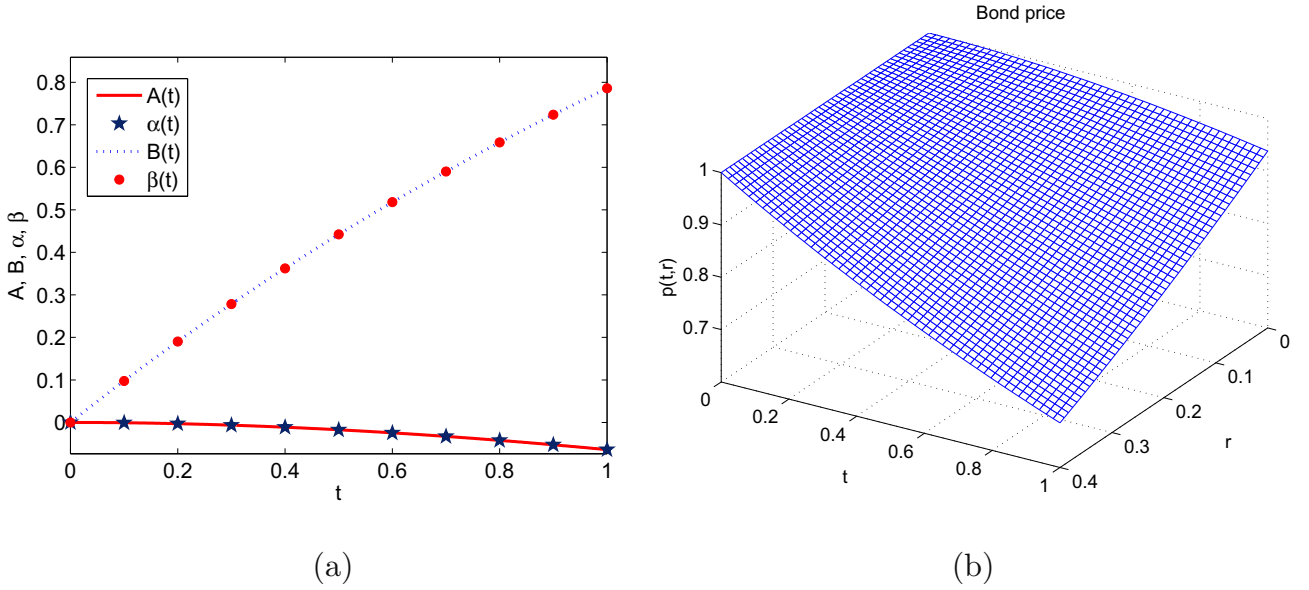 0.8
0.7
0.6
0.5
0.4
0.3
0.2
0.1
0
A, B, α, β
A(t)
α(t)
B(t)
β(t)
0 0.2 0.4 0.6 0.8 1
t
(a)
Bond price
1
0.9
0.8
0.7
p(t,r)
0 0.2 0.4 0.6 0.8 1
t
0
0.1
0.2
0.3
0.4
r
(b)